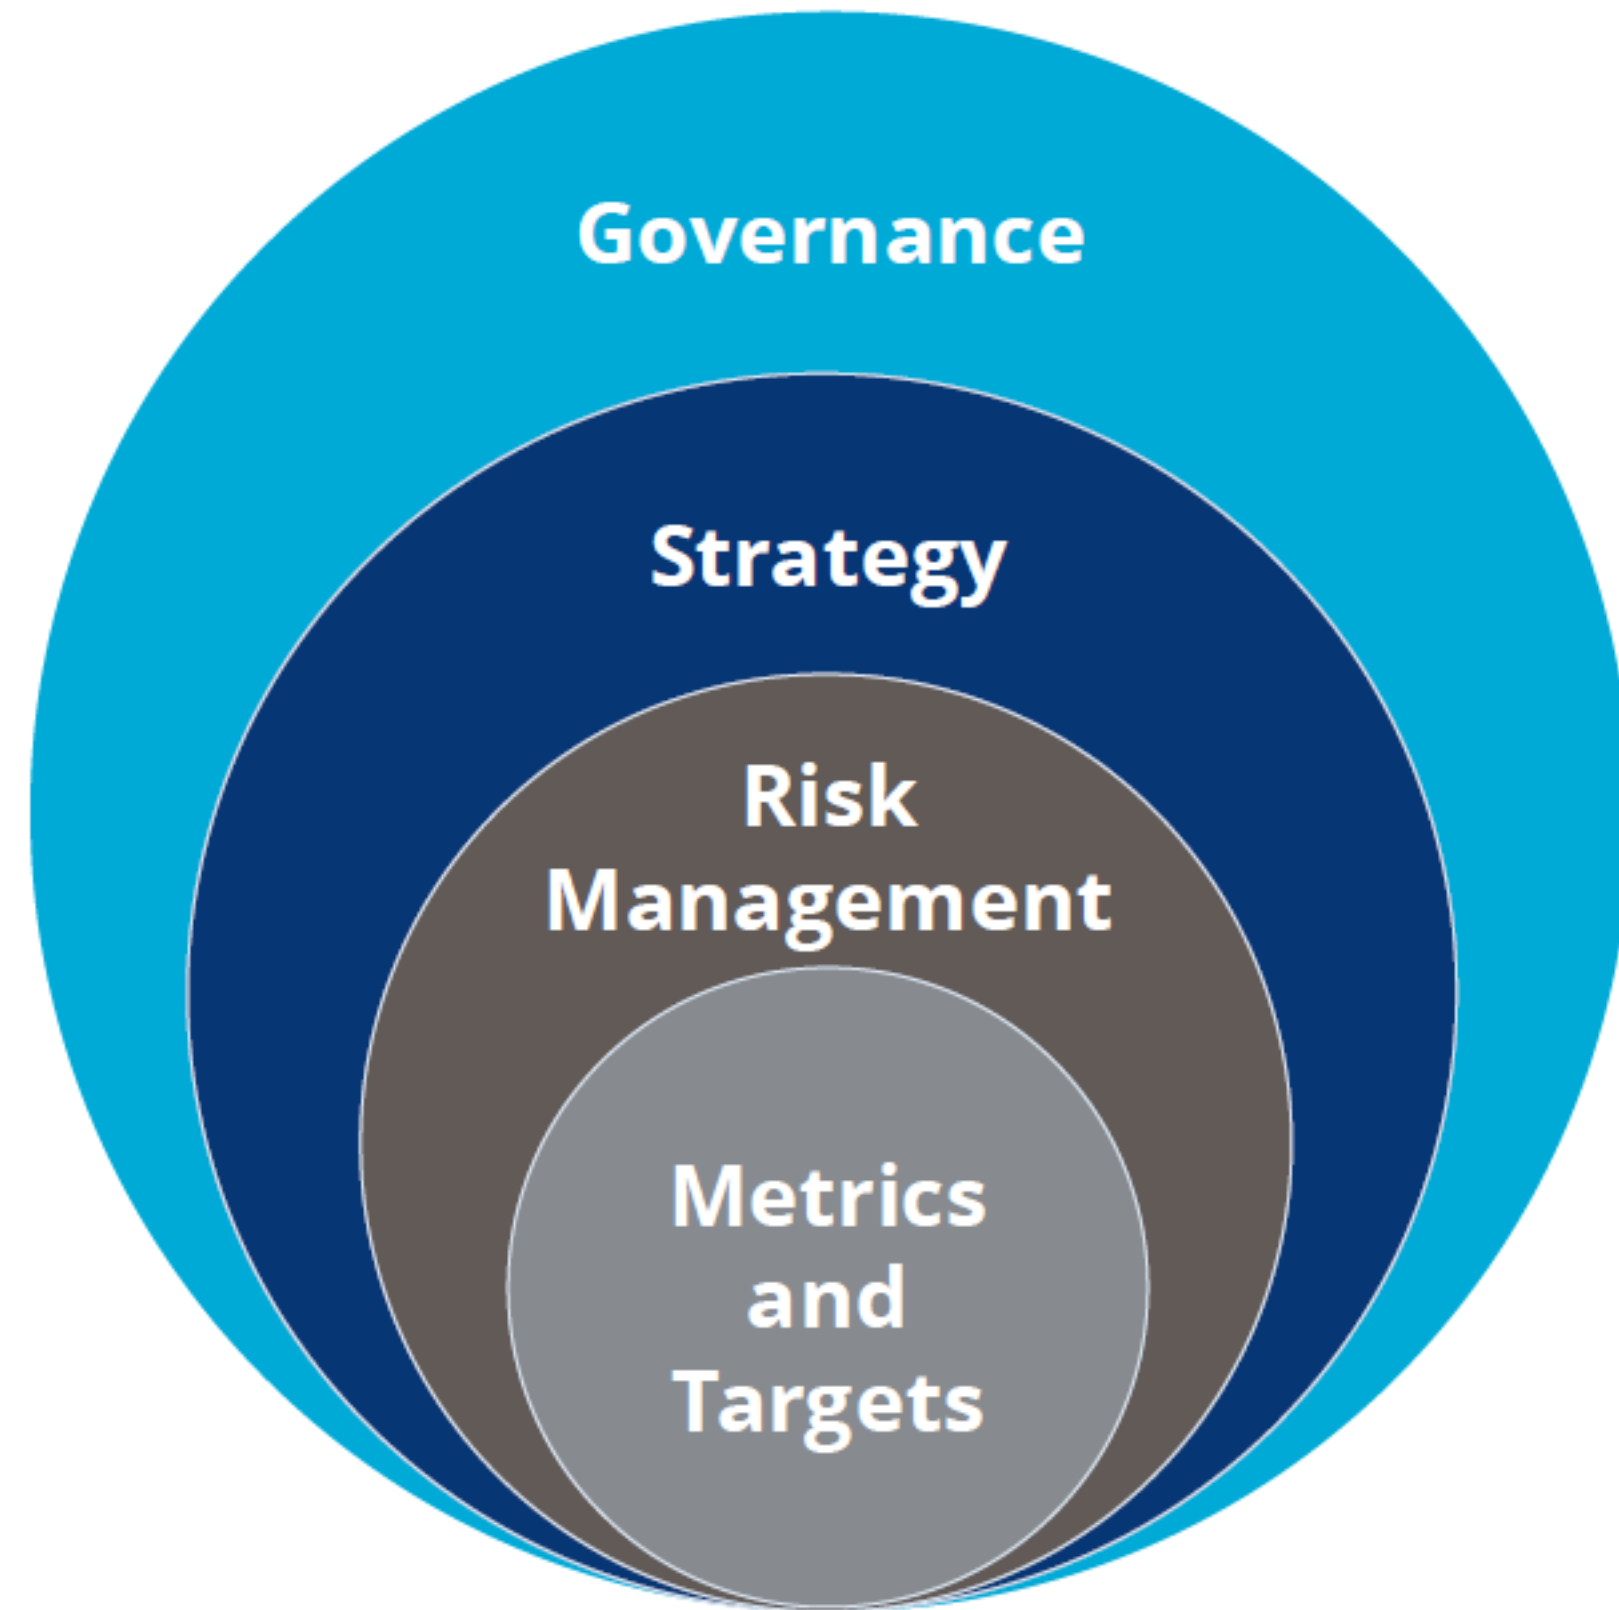 Governance
Strategy
Risk
Management
Metrics
and
Targets